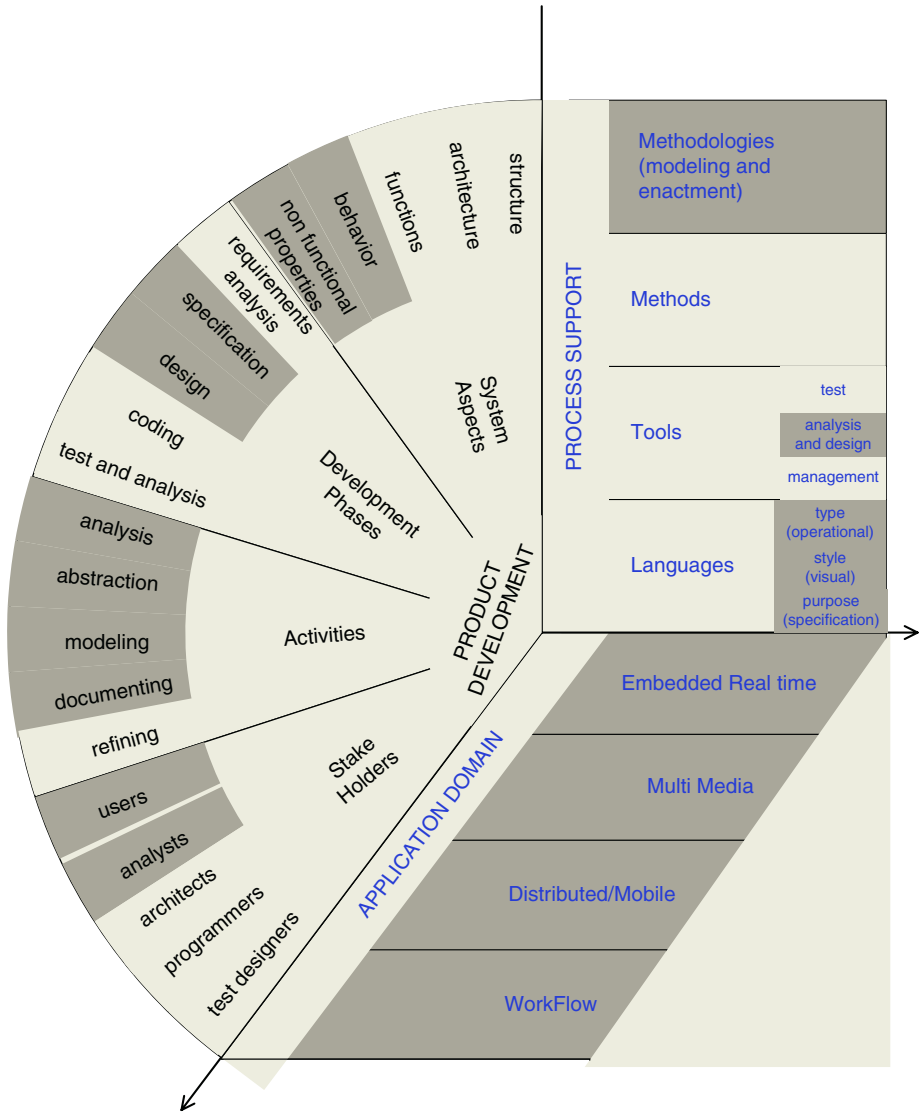 structure
architecture
functions
behavior
non functional
properties
System
Aspects
requirements
analysis
specification
design
coding
test and analysis
Development
Phases
analysis
abstraction
modeling
documenting
refining
Activities
users
analysts
architects
programmers
test designers
Stake
Holders
PRODUCT
DEVELOPMENT
PROCESS SUPPORT
Methodologies
(modeling and
enactment)
Methods
Tools
test
analysis
and design
management
Languages
type
(operational)
style
(visual)
purpose
(specification)
APPLICATION DOMAIN
Embedded Real time
Multi Media
Distributed/Mobile
WorkFlow